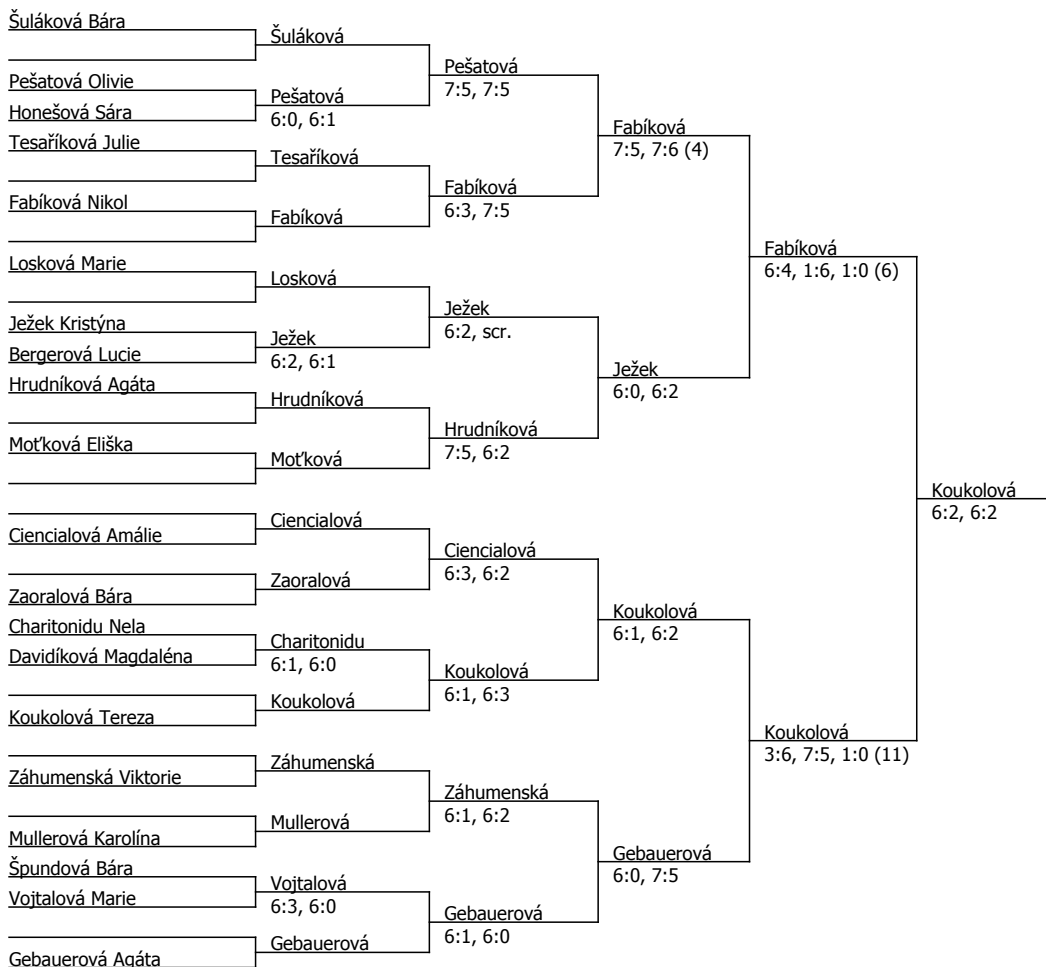 Šuláková Bára
Šuláková
Pešatová
7:5, 7:5
Pešatová Olivie
Pešatová
6:0, 6:1
Honešová Sára
Fabíková
7:5, 7:6 (4)
Tesaříková Julie
Tesaříková
Fabíková
6:3, 7:5
Fabíková Nikol
Fabíková
Fabíková
6:4, 1:6, 1:0 (6)
Losková Marie
Losková
Ježek
6:2, scr.
Ježek Kristýna
Ježek
6:2, 6:1
Bergerová Lucie
Ježek
6:0, 6:2
Hrudníková Agáta
Hrudníková
Hrudníková
7:5, 6:2
Moťková Eliška
Moťková
Koukolová
6:2, 6:2
Ciencialová
Ciencialová Amálie
Ciencialová
6:3, 6:2
Zaoralová
Zaoralová Bára
Koukolová
6:1, 6:2
Charitonidu Nela
Charitonidu
6:1, 6:0
Davidíková Magdaléna
Koukolová
6:1, 6:3
Koukolová
Koukolová Tereza
Koukolová
3:6, 7:5, 1:0 (11)
Záhumenská
Záhumenská Viktorie
Záhumenská
6:1, 6:2
Mullerová
Mullerová Karolína
Gebauerová
6:0, 7:5
Špundová Bára
Vojtalová
6:3, 6:0
Vojtalová Marie
Gebauerová
6:1, 6:0
Gebauerová
Gebauerová Agáta